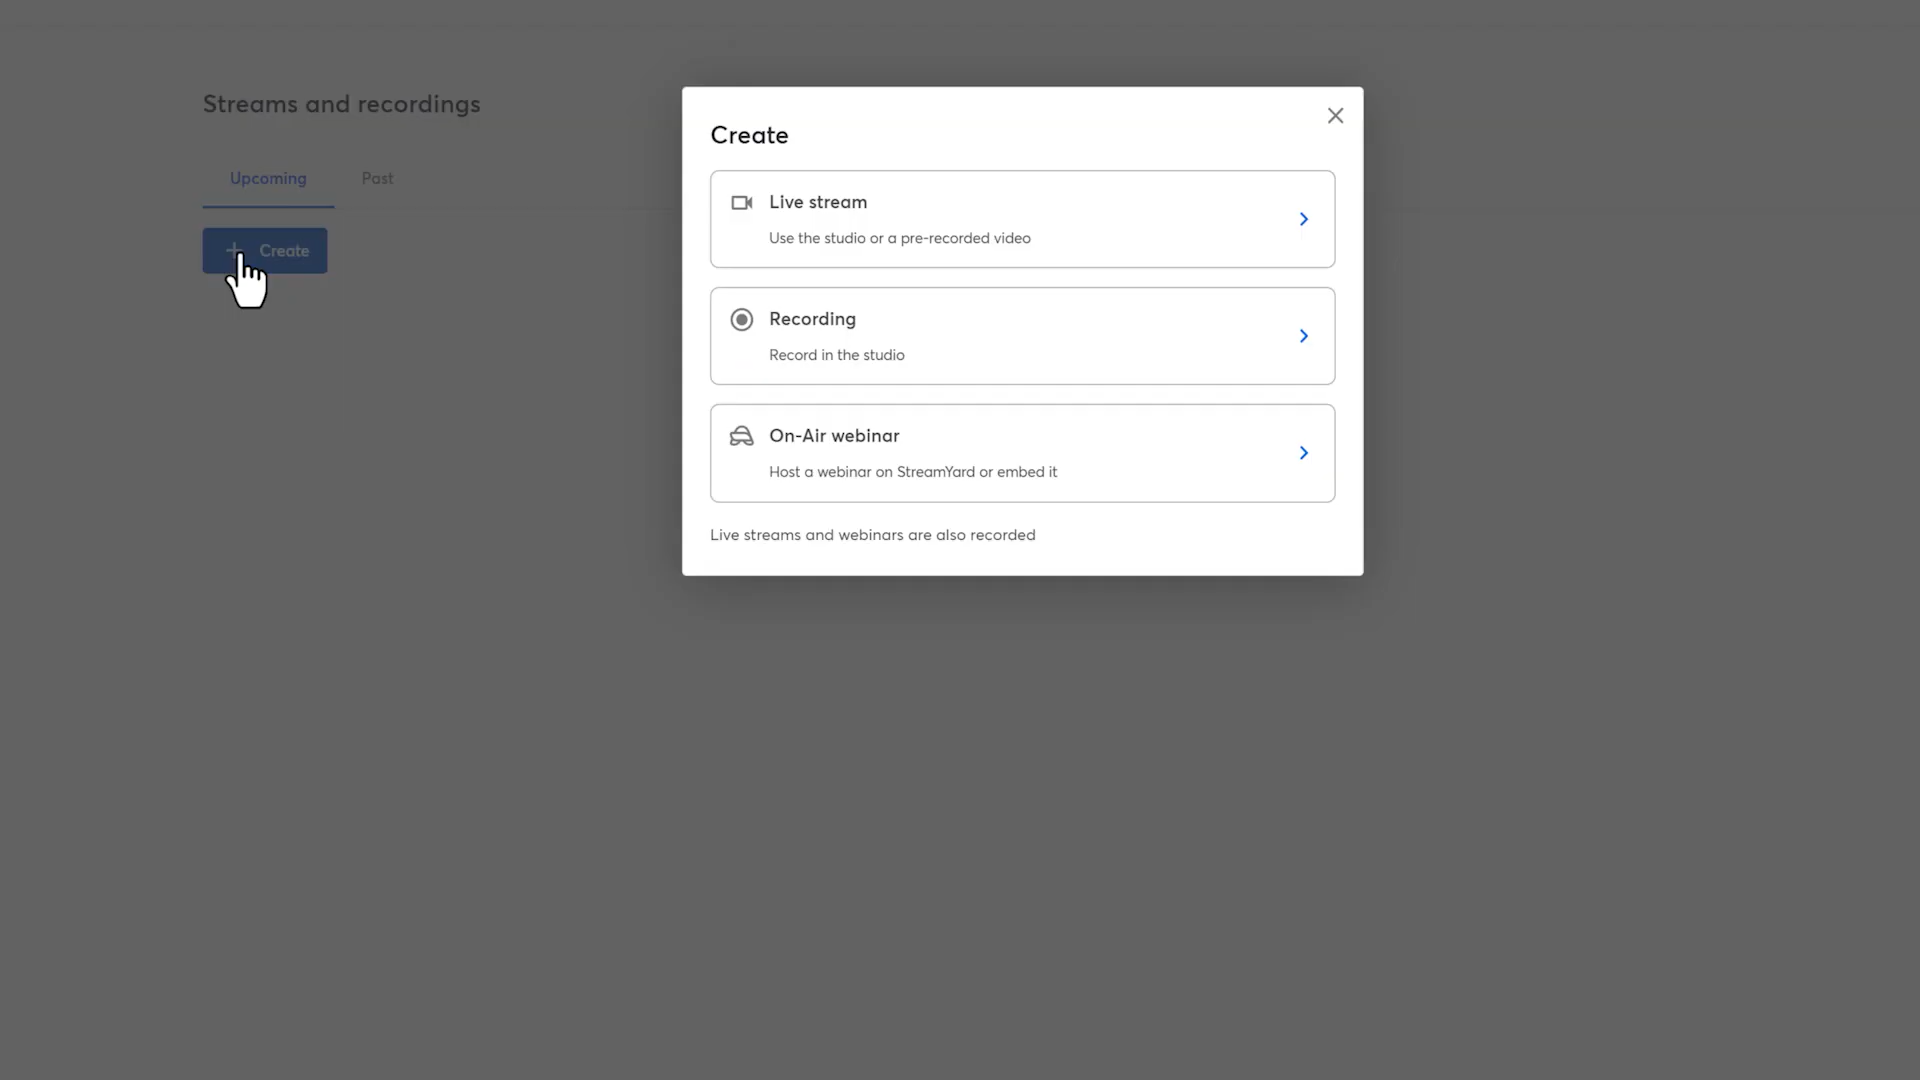 Streams and recordings
Upcoming
Past
Create
Create
Live stream
Use the studio or a pre-recorded video
Recording
Record in the studio
On-Air webinar
Host a webinar on StreamYard or embed it
Live streams and webinars are also recorded